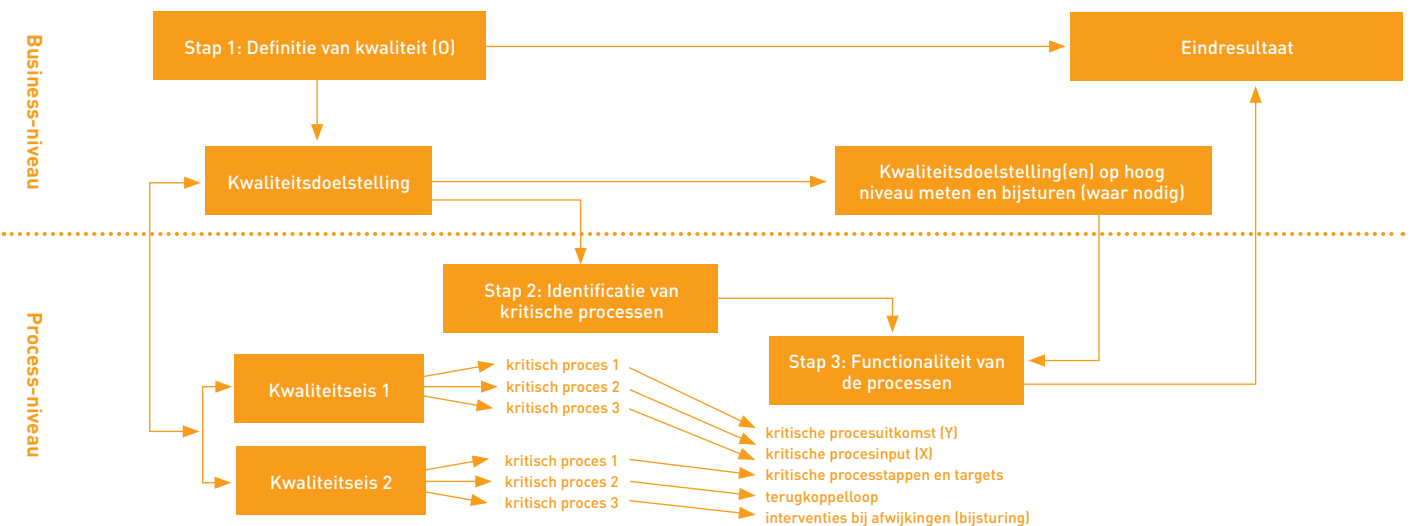 Business-niveau
Stap 1: Definitie van kwaliteit (O)
Eindresultaat
Kwaliteitsdoelstelling
Kwaliteitsdoelstelling(en) op hoog
niveau meten en bijsturen (waar nodig)
Process-niveau
Stap 2: Identificatie van
kritische processen
Stap 3: Functionaliteit van
de processen
Kwaliteitseis 1
kritisch proces 1
kritisch proces 2
kritisch proces 3
Kwaliteitseis 2
kritisch proces 1
kritisch proces 2
kritisch proces 3
kritische procesuitkomst (Y)
kritische procesinput (X)
kritische processtappen en targets
terugkoppelloop
interventies bij afwijkingen (bijsturing)